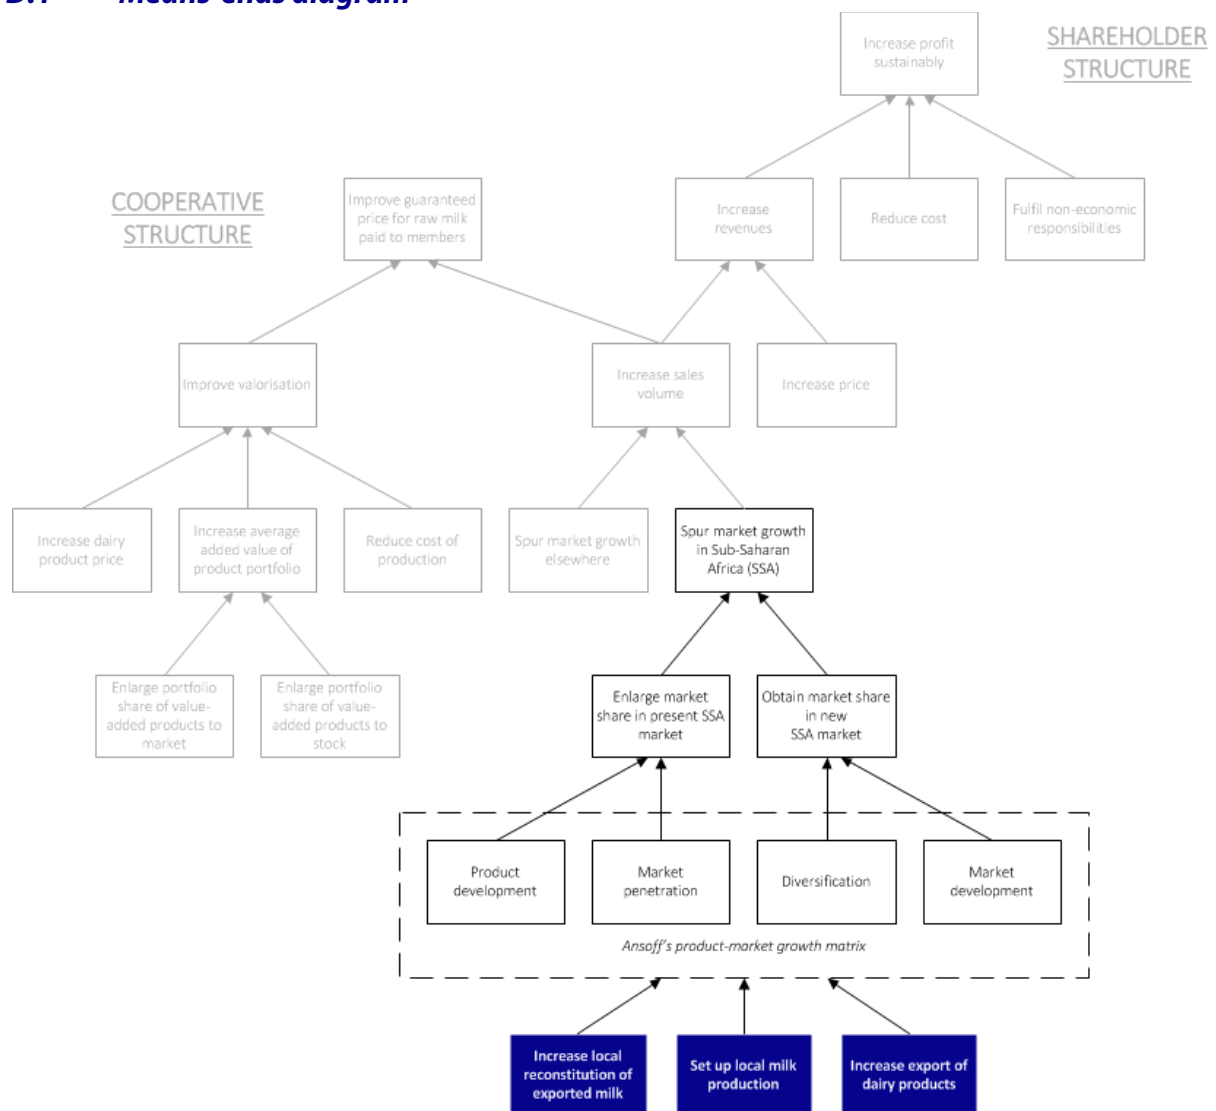 D.1 Means-ends diagram
Increase profit
sustainably
SHAREHOLDER
STRUCTURE
COOPERATIVE
STRUCTURE
Improve guaranteed
price for raw milk
paid to members
Increase
revenues
Reduce cost
Fulfil non-economic
responsibilities
Improve valorisation
Increase sales
volume
Increase price
Increase dairy
product price
Increase average
added value of
product portfolio
Reduce cost of
production
Spur market growth
elsewhere
Spur market growth
in Sub-Saharan
Africa (SSA)
Enlarge portfolio
share of value-
added products to
market
Enlarge portfolio
share of value-
added products to
stock
Enlarge market
share in present SSA
market
Obtain market share
in new
SSA market
Product
development
Market
penetration
Diversification
Market
development
Ansoff's product-market growth matrix
Increase local
reconstitution of
exported milk
Set up local milk
production
Increase export of
dairy products